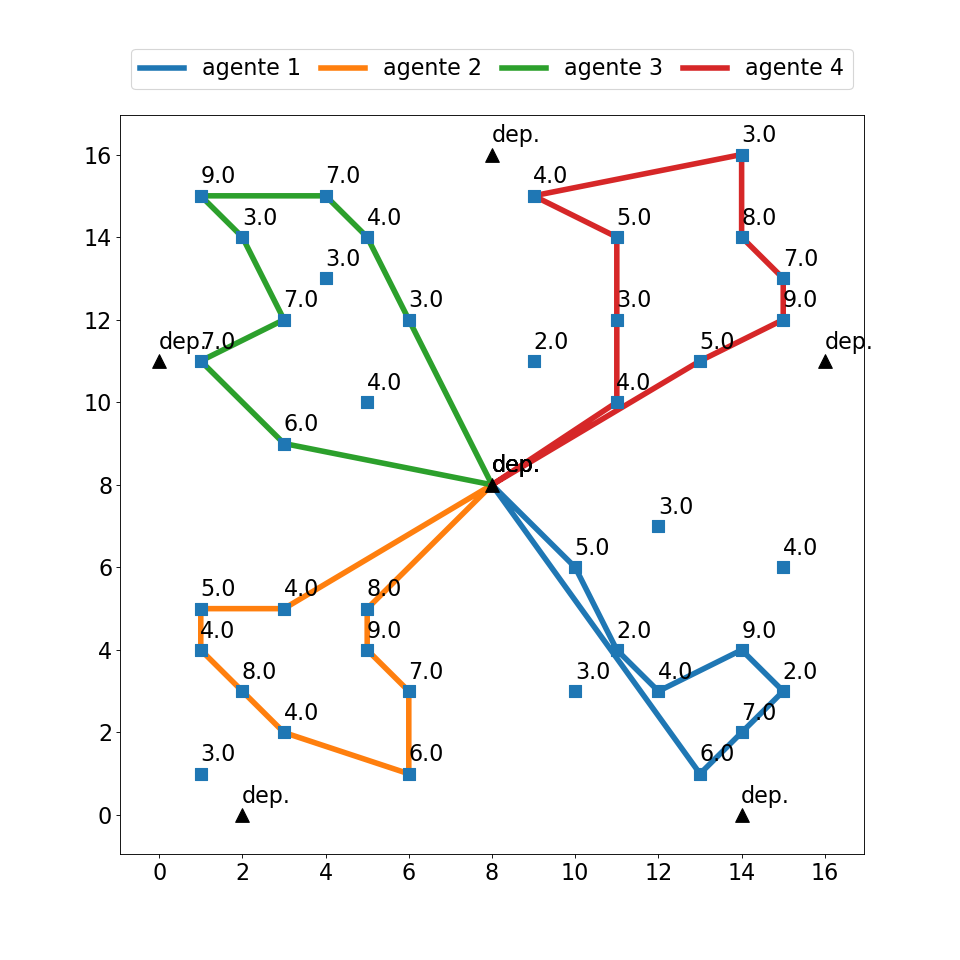 agente 1 agente 2 agente 3 agente 4
dep. 3.0
16
9.0 7.0 4.0
3.0 4.0 5.0 8.0
14
3.0 7.0
7.0 3.0 3.0 9.0
12
dep. 7.0 2.0 5.0 dep.
4.0 4.0
10
6.0
dep. dep.
8
3.0
5.0 4.0
6
5.0 4.0 8.0
4.0 9.0 2.0 9.0
4
8.0 7.0 3.0 4.0 2.0
4.0 7.0
2
3.0 6.0 6.0
dep. dep.
0
0 2 4 6 8 10 12 14 16